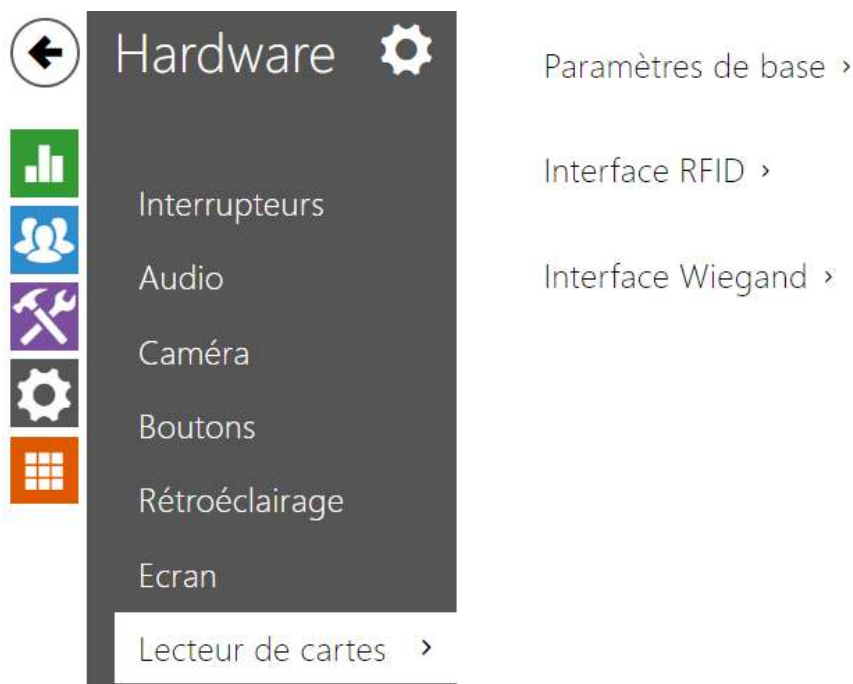 Hardware
Interrupteurs
Audio
Caméra
Boutons
Rétroéclairage
Ecran
Lecteur de cartes ›
Paramètres de base ›
Interface RFID ›
Interface Wiegand ›